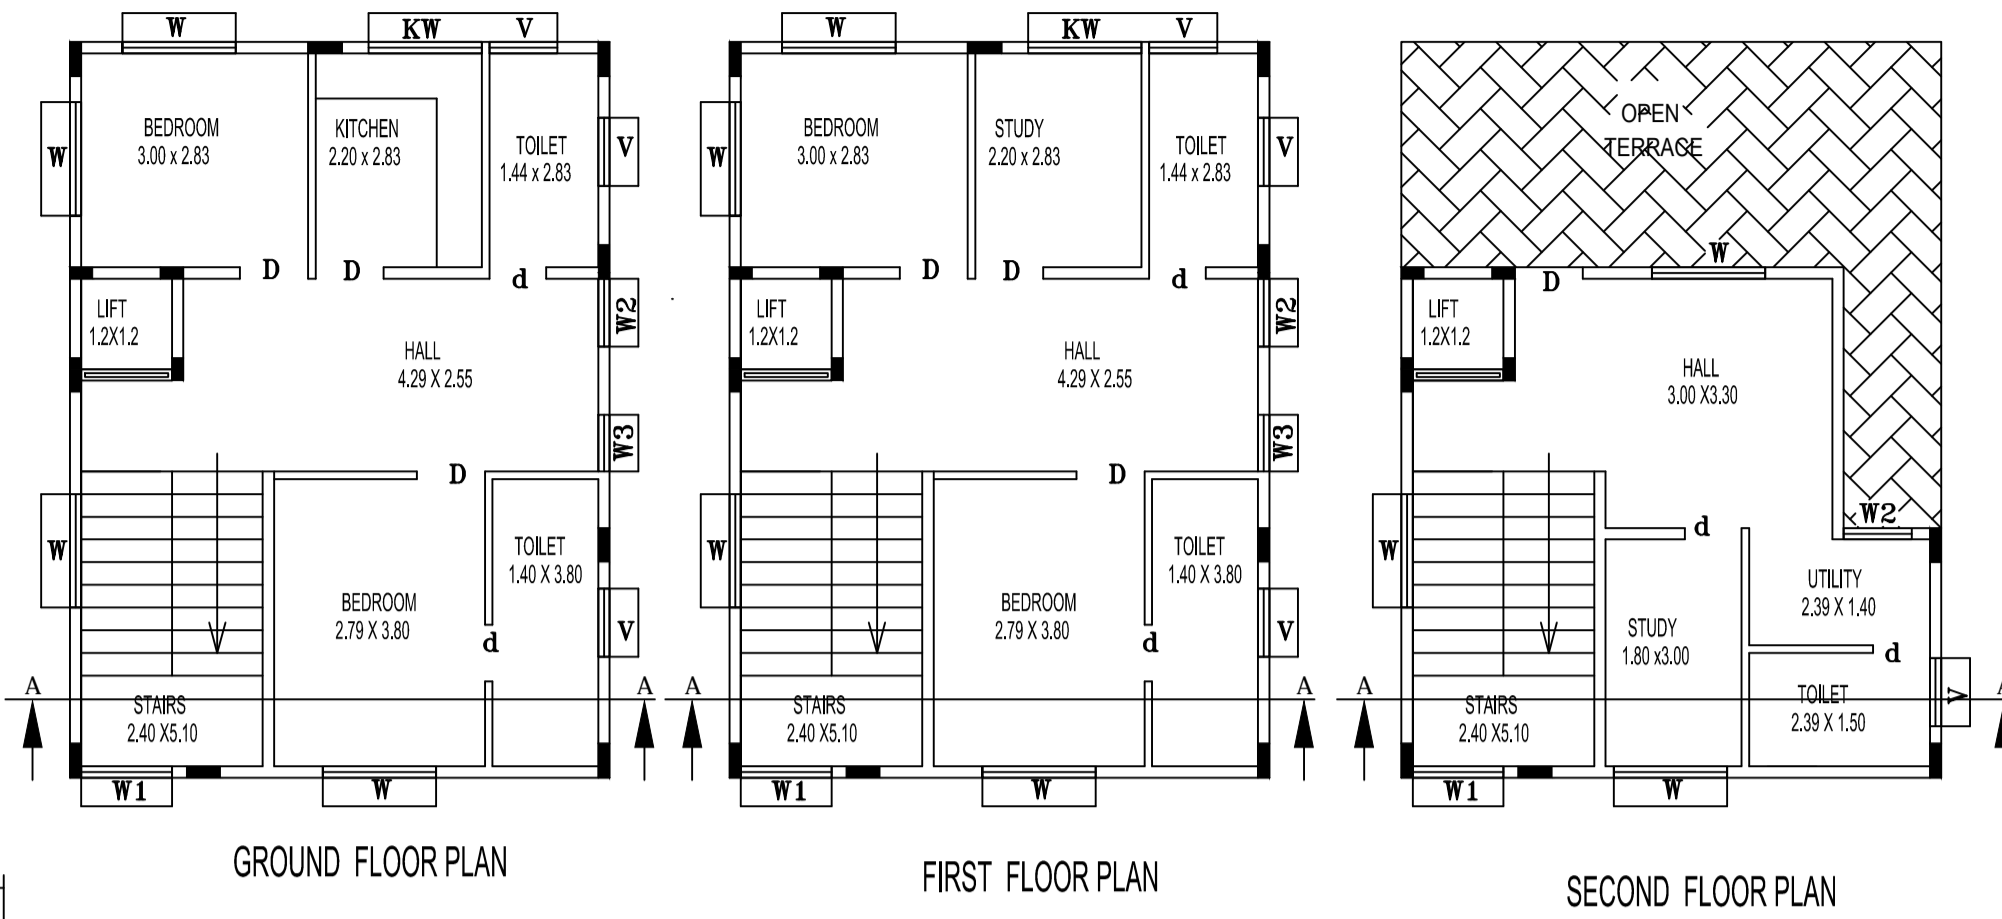 W
KW
V
W
BEDROOM
3.00 x 2.83
KITCHEN
2.20 x 2.83
TOILET
1.44 x 2.83
V
D
D
d
LIFT
1.2X1.2
W2
HALL
4.29 X 2.55
W3
D
W
TOILET
1.40 X 3.80
BEDROOM
2.79 X 3.80
V
d
A
A
STAIRS
2.40 X5.10
W1
W
GROUND FLOOR PLAN
W
KW
V
W
BEDROOM
3.00 x 2.83
STUDY
2.20 x 2.83
TOILET
1.44 x 2.83
V
D
D
d
LIFT
1.2X1.2
W2
HALL
4.29 X 2.55
W3
D
W
TOILET
1.40 X 3.80
BEDROOM
2.79 X 3.80
V
d
A
A
STAIRS
2.40 X5.10
W1
W
FIRST FLOOR PLAN
OPEN
TERRACE
W
D
LIFT
1.2X1.2
HALL
3.00 X3.30
W2
d
W
UTILITY
2.39 X 1.40
STUDY
1.80 x3.00
d
A
A
STAIRS
2.40 X5.10
TOILET
2.39 X 1.50
V
W1
W
SECOND FLOOR PLAN